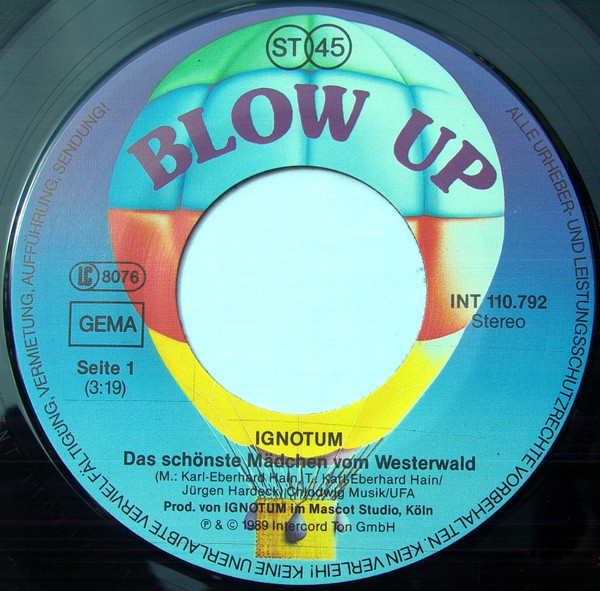 ST 45
BLOW UP
LC 8076
GEMA
Seite 1
(3:19)
INT 110.792
Stereo
IGNOTUM
Das schönste Mädchen vom Westerwald
(M.: Karl-Eberhard Hain, T.: Karl-Eberhard Hain/
Jürgen Hardeck) Chlodwig Musik/UFA
Prod. von IGNOTUM im Mascot Studio, Köln
℗ & © 1989 Intercord Ton GmbH
ALLE URHEBER- UND LEISTUNGSSCHUTZRECHTE VORBEHALTEN. KEIN VERLEIH! KEINE UNERLAUBTE VERVIELFÄLTIGUNG, VERMIETUNG, AUFFÜHRUNG, SENDUNG!